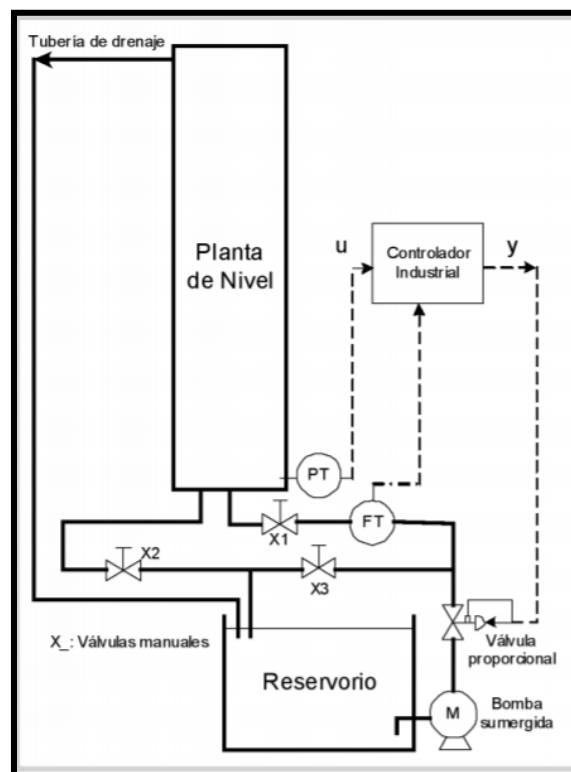 Tubería de drenaje
Planta
de Nivel
u
Controlador
Industrial
y
PT
X1
FT
X2
X3
X_: Válvulas manuales
Válvula
proporcional
Reservorio
M
Bomba
sumergida